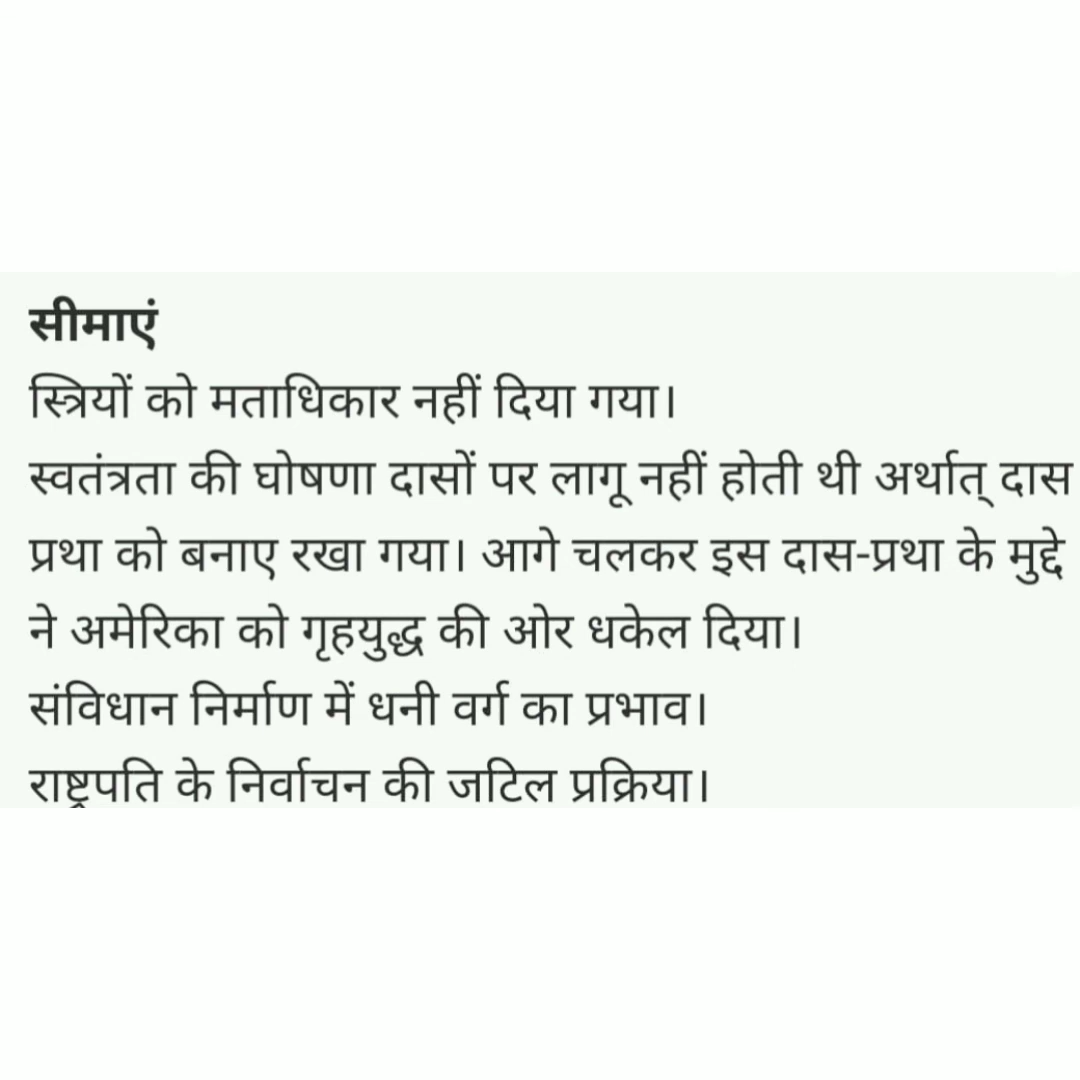 सीमाएं
स्त्रियों को मताधिकार नहीं दिया गया।
स्वतंत्रता की घोषणा दासों पर लागू नहीं होती थी अर्थात् दास
प्रथा को बनाए रखा गया। आगे चलकर इस दास-प्रथा के मुद्दे
ने अमेरिका को गृहयुद्ध की ओर धकेल दिया।
संविधान निर्माण में धनी वर्ग का प्रभाव।
राष्ट्रपति के निर्वाचन की जटिल प्रक्रिया।